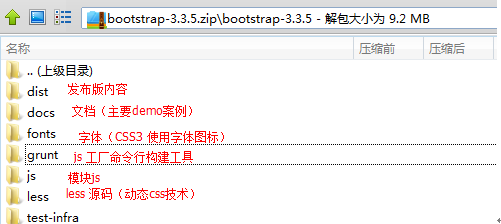 bootstrap-3.3.5.zip\bootstrap-3.3.5 - 解包大小为 9.2 MB
压缩前 压缩后
.. (上级目录)
dist 发布版内容
docs 文档（主要demo案例）
fonts 字体（CSS3 使用字体图标）
grunt js 工厂命令行构建工具
js 模块js
less less 源码（动态css技术）
test-infra